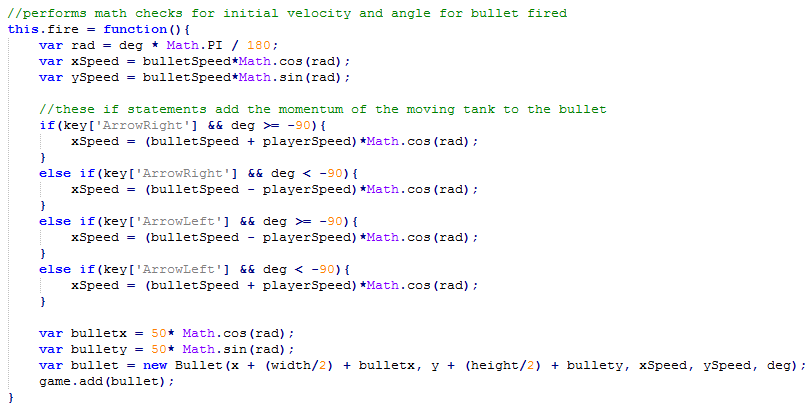 //performs math checks for initial velocity and angle for bullet fired
this.fire = function(){
    var rad = deg * Math.PI / 180;
    var xSpeed = bulletSpeed*Math.cos(rad);
    var ySpeed = bulletSpeed*Math.sin(rad);

    //these if statements add the momentum of the moving tank to the bullet
    if(key['ArrowRight'] && deg >= -90){
        xSpeed = (bulletSpeed + playerSpeed)*Math.cos(rad);
    }
    else if(key['ArrowRight'] && deg < -90){
        xSpeed = (bulletSpeed - playerSpeed)*Math.cos(rad);
    }
    else if(key['ArrowLeft'] && deg >= -90){
        xSpeed = (bulletSpeed - playerSpeed)*Math.cos(rad);
    }
    else if(key['ArrowLeft'] && deg < -90){
        xSpeed = (bulletSpeed + playerSpeed)*Math.cos(rad);
    }

    var bulletx = 50* Math.cos(rad);
    var bullety = 50* Math.sin(rad);
    var bullet = new Bullet(x + (width/2) + bulletx, y + (height/2) + bullety, xSpeed, ySpeed, deg);
    game.add(bullet);
}